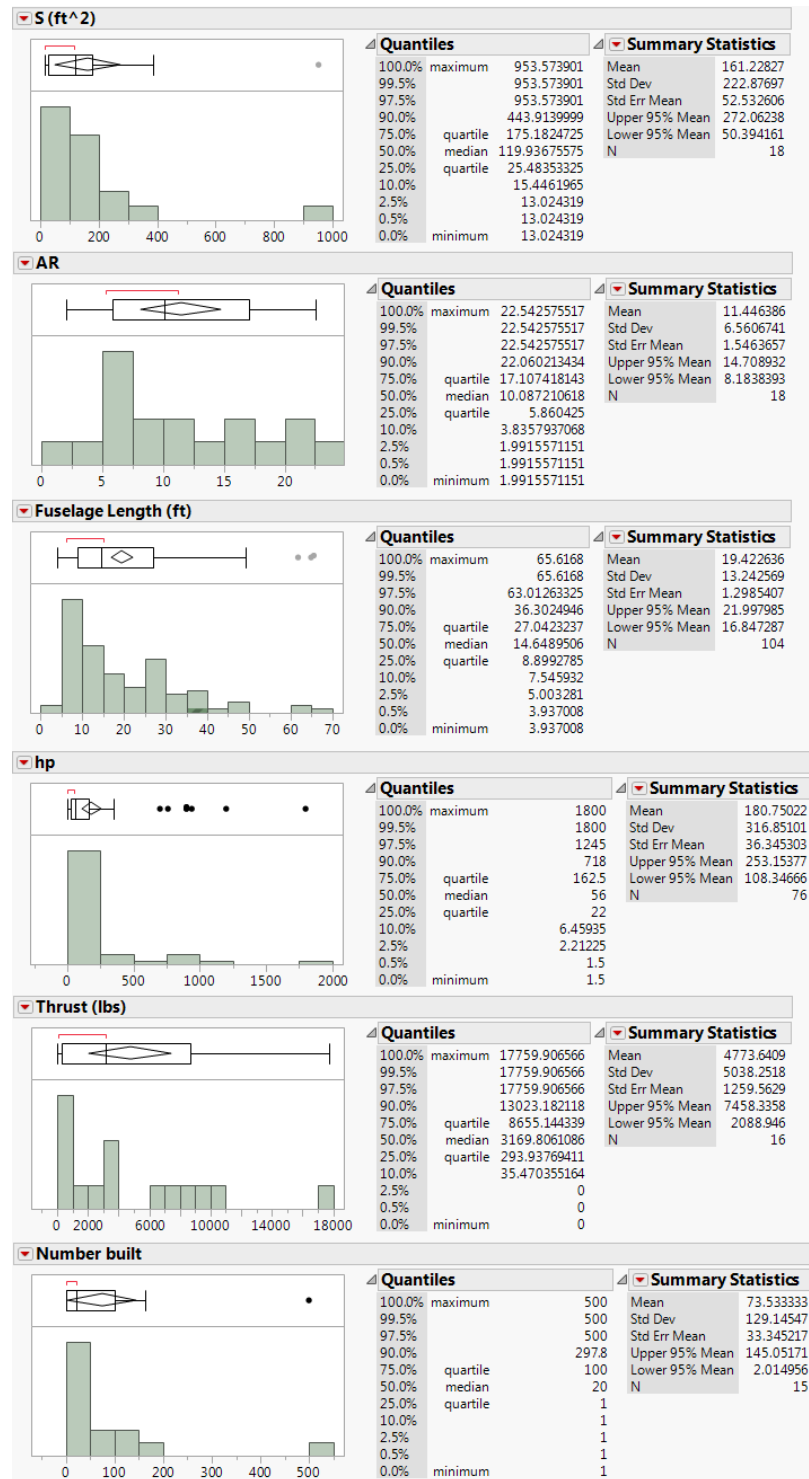 S (ft^2)
Quantiles
100.0% maximum 953.573901
99.5% 953.573901
97.5% 953.573901
90.0% 443.9139999
75.0% quartile 175.1824725
50.0% median 119.93675575
25.0% quartile 25.48353325
10.0% 15.4461965
2.5% 13.024319
0.5% 13.024319
0.0% minimum 13.024319
Summary Statistics
Mean 161.22827
Std Dev 222.87697
Std Err Mean 52.532606
Upper 95% Mean 272.06238
Lower 95% Mean 50.394161
N 18
0 200 400 600 800 1000
AR
Quantiles
100.0% maximum 22.542575517
99.5% 22.542575517
97.5% 22.542575517
90.0% 22.060213434
75.0% quartile 17.107418143
50.0% median 10.087210618
25.0% quartile 5.860425
10.0% 3.8357937068
2.5% 1.9915571151
0.5% 1.9915571151
0.0% minimum 1.9915571151
Summary Statistics
Mean 11.446386
Std Dev 6.5606741
Std Err Mean 1.5463657
Upper 95% Mean 14.708932
Lower 95% Mean 8.1838393
N 18
0 5 10 15 20
Fuselage Length (ft)
Quantiles
100.0% maximum 65.6168
99.5% 65.6168
97.5% 63.01263325
90.0% 36.3024946
75.0% quartile 27.0423237
50.0% median 14.6489506
25.0% quartile 8.8992785
10.0% 7.545932
2.5% 5.003281
0.5% 3.937008
0.0% minimum 3.937008
Summary Statistics
Mean 19.422636
Std Dev 13.242569
Std Err Mean 1.2985407
Upper 95% Mean 21.997985
Lower 95% Mean 16.847287
N 104
0 10 20 30 40 50 60 70
hp
Quantiles
100.0% maximum 1800
99.5% 1800
97.5% 1245
90.0% 718
75.0% quartile 162.5
50.0% median 56
25.0% quartile 22
10.0% 6.45935
2.5% 2.21225
0.5% 1.5
0.0% minimum 1.5
Summary Statistics
Mean 180.75022
Std Dev 316.85101
Std Err Mean 36.345303
Upper 95% Mean 253.15377
Lower 95% Mean 108.34666
N 76
0 500 1000 1500 2000
Thrust (lbs)
Quantiles
100.0% maximum 17759.906566
99.5% 17759.906566
97.5% 17759.906566
90.0% 13023.182118
75.0% quartile 8655.144339
50.0% median 3169.8061086
25.0% quartile 293.93769411
10.0% 35.470355164
2.5% 0
0.5% 0
0.0% minimum 0
Summary Statistics
Mean 4773.6409
Std Dev 5038.2518
Std Err Mean 1259.5629
Upper 95% Mean 7458.3358
Lower 95% Mean 2088.946
N 16
0 2000 6000 10000 14000 18000
Number built
Quantiles
100.0% maximum 500
99.5% 500
97.5% 500
90.0% 297.8
75.0% quartile 100
50.0% median 20
25.0% quartile 1
10.0% 1
2.5% 1
0.5% 1
0.0% minimum 1
Summary Statistics
Mean 73.533333
Std Dev 129.14547
Std Err Mean 33.345217
Upper 95% Mean 145.05171
Lower 95% Mean 2.014956
N 15
0 100 200 300 400 500